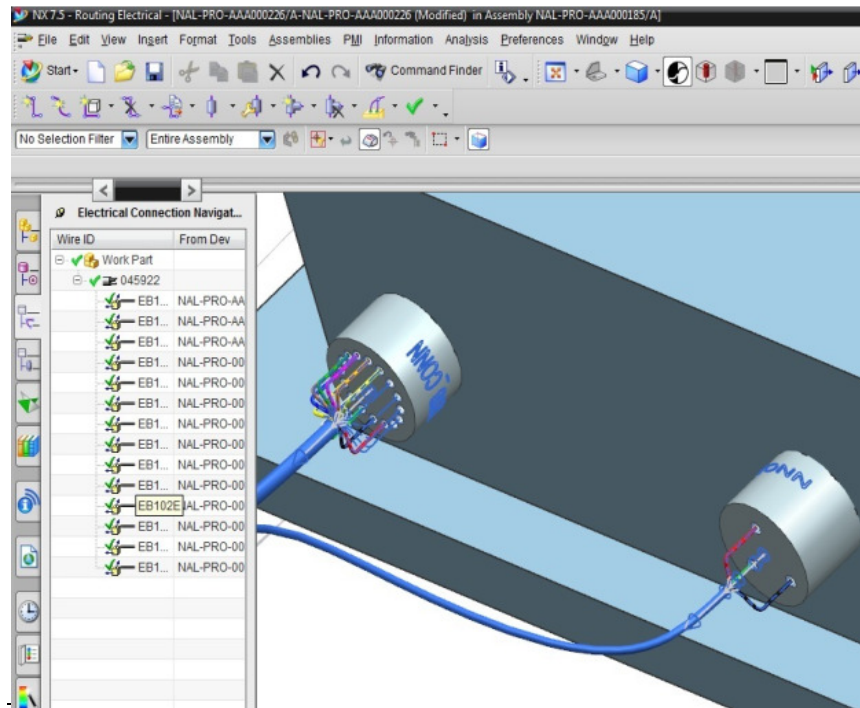 NX 7.5 - Routing Electrical - [NAL-PRO-AAA000226/A-NAL-PRO-AAA000226 (Modified) in Assembly NAL-PRO-AAA000185/A]
File Edit View Insert Format Tools Assemblies PMI Information Analysis Preferences Window Help
Start- Command Finder
No Selection Filter Entire Assembly
Electrical Connection Navigat...
Wire ID From Dev
Work Part
045922
EB1... NAL-PRO-AA
EB1... NAL-PRO-AA
EB1... NAL-PRO-AA
EB1... NAL-PRO-00
EB1... NAL-PRO-00
EB1... NAL-PRO-00
EB1... NAL-PRO-00
EB1... NAL-PRO-00
EB1... NAL-PRO-00
EB1... NAL-PRO-00
EB102E AL-PRO-00
EB1... NAL-PRO-00
EB1... NAL-PRO-00
EB1... NAL-PRO-00
CONN
ONN